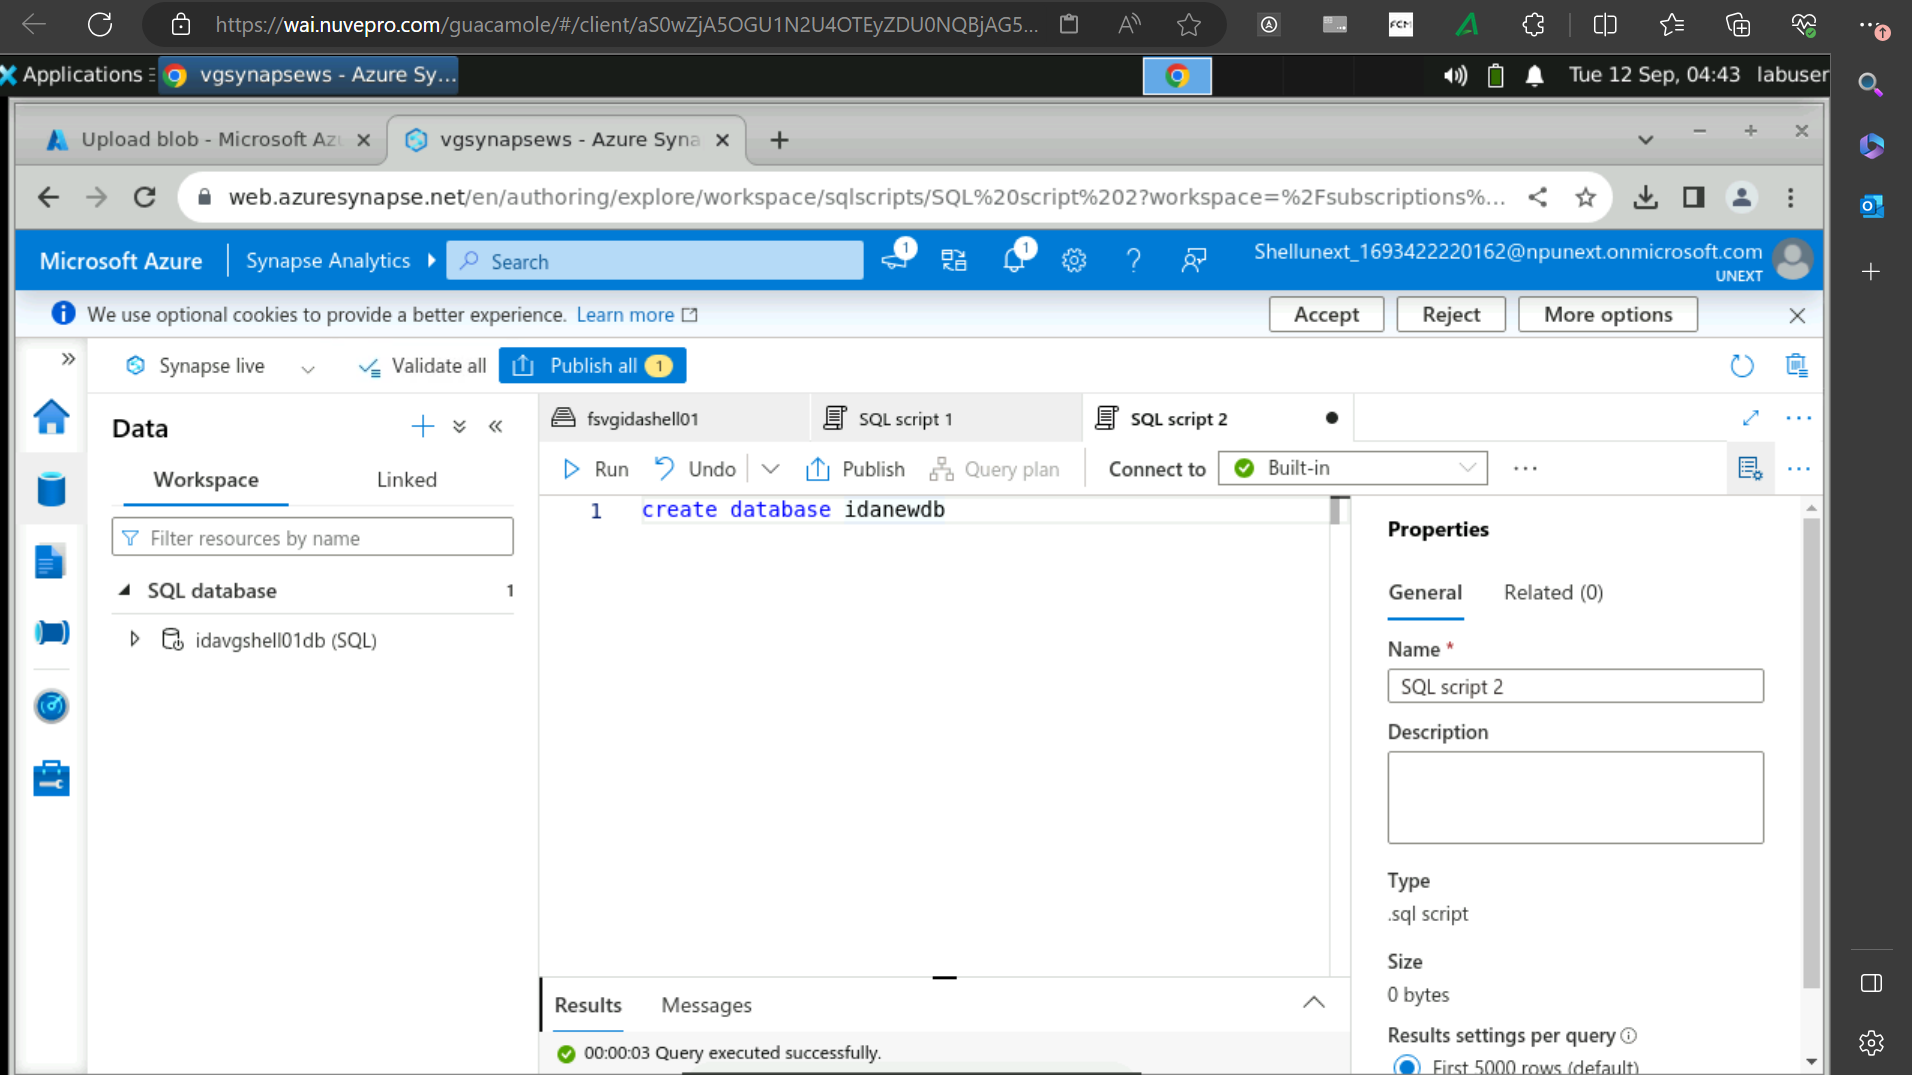 https://wai.nuvepro.com/guacamole/#/client/aS0wZjA5OGU1N2U4OTEyZDU0NQBjAG5...
FCM
Applications
vgsynapsews - Azure Sy...
Tue 12 Sep, 04:43
labuser
Upload blob - Microsoft Az
vgsynapsews - Azure Syna
web.azuresynapse.net/en/authoring/explore/workspace/sqlscripts/SQL%20script%202?workspace=%2Fsubscriptions%...
Microsoft Azure
Synapse Analytics
Search
1
1
Shellunext_1693422220162@npunext.onmicrosoft.com
UNEXT
We use optional cookies to provide a better experience. Learn more
Accept
Reject
More options
Synapse live
Validate all
Publish all 1
Data
fsvgidashell01
SQL script 1
SQL script 2
Workspace
Linked
Run
Undo
Publish
Query plan
Connect to
Built-in
Filter resources by name
1 create database idanewdb
SQL database 1
idavgshell01db (SQL)
Properties
General
Related (0)
Name *
SQL script 2
Description
Type
.sql script
Size
0 bytes
Results settings per query
First 5000 rows (default)
Results
Messages
00:00:03 Query executed successfully.